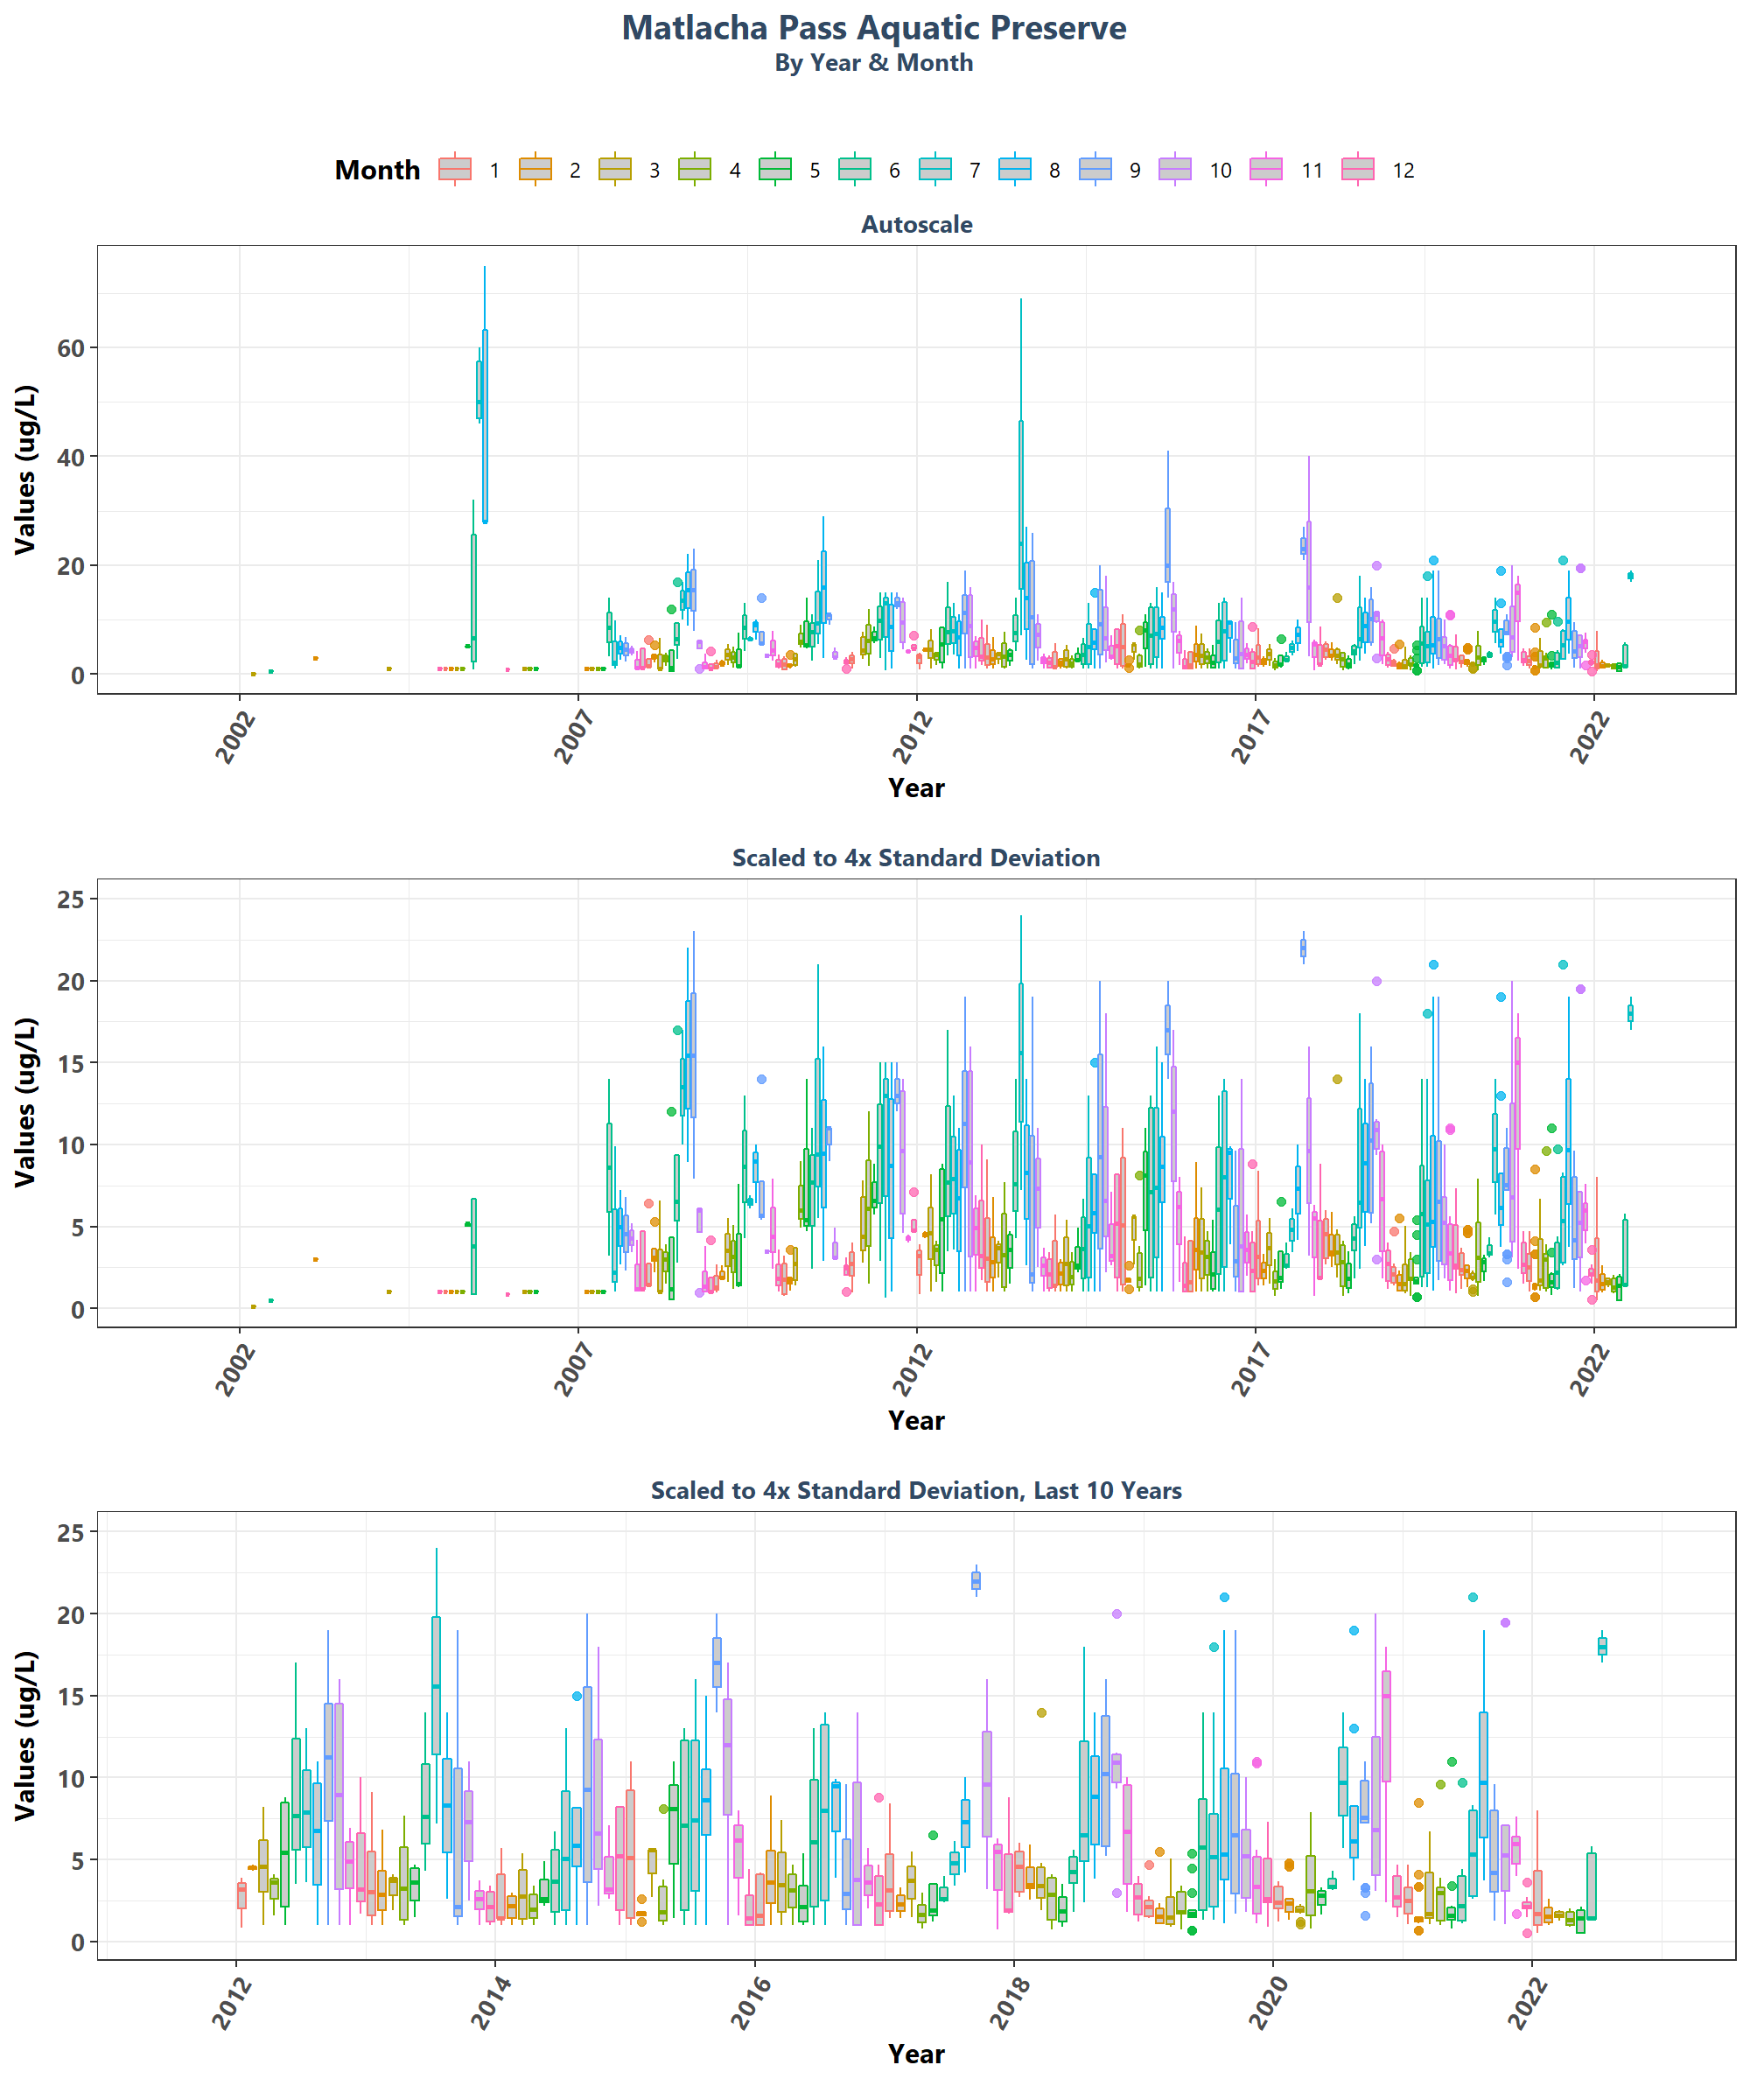 Matlacha Pass Aquatic Preserve
By Year & Month
Month 1 2 3 4 5 6 7 8 9 10 11 12
Autoscale
Values (ug/L)
60
40
20
0
2002 2007 2012 2017 2022
Year
Scaled to 4x Standard Deviation
Values (ug/L)
25
20
15
10
5
0
2002 2007 2012 2017 2022
Year
Scaled to 4x Standard Deviation, Last 10 Years
Values (ug/L)
25
20
15
10
5
0
2012 2014 2016 2018 2020 2022
Year